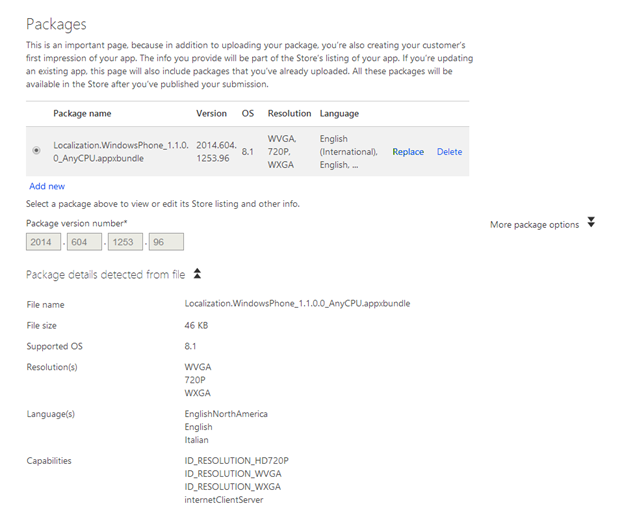 Packages
This is an important page, because in addition to uploading your package, you're also creating your customer's
first impression of your app. The info you provide will be part of the Store's listing of your app. If you're updating
an existing app, this page will also include packages that you've already uploaded. All these packages will be
available in the Store after you've published your submission.
Package name Version OS Resolution Language
Localization.WindowsPhone_1.1.0. 2014.604. 8.1 WVGA, English
0_AnyCPU.appxbundle 1253.96 720P, (International), Replace Delete
WXGA English, ...
Add new
Select a package above to view or edit its Store listing and other info.
Package version number* More package options
2014 . 604 . 1253 . 96
Package details detected from file
File name Localization.WindowsPhone_1.1.0.0_AnyCPU.appxbundle
File size 46 KB
Supported OS 8.1
Resolution(s) WVGA
720P
WXGA
Language(s) EnglishNorthAmerica
English
Italian
Capabilities ID_RESOLUTION_HD720P
ID_RESOLUTION_WVGA
ID_RESOLUTION_WXGA
internetClientServer